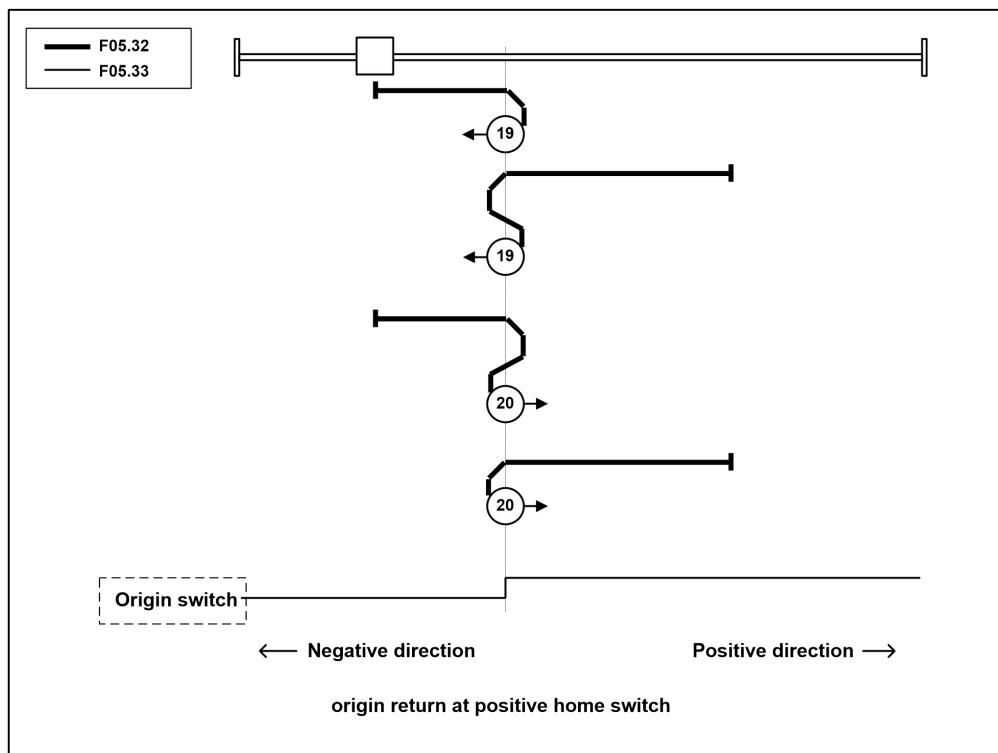 F05.32
F05.33
19
19
20
20
Origin switch
Negative direction
Positive direction
origin return at positive home switch